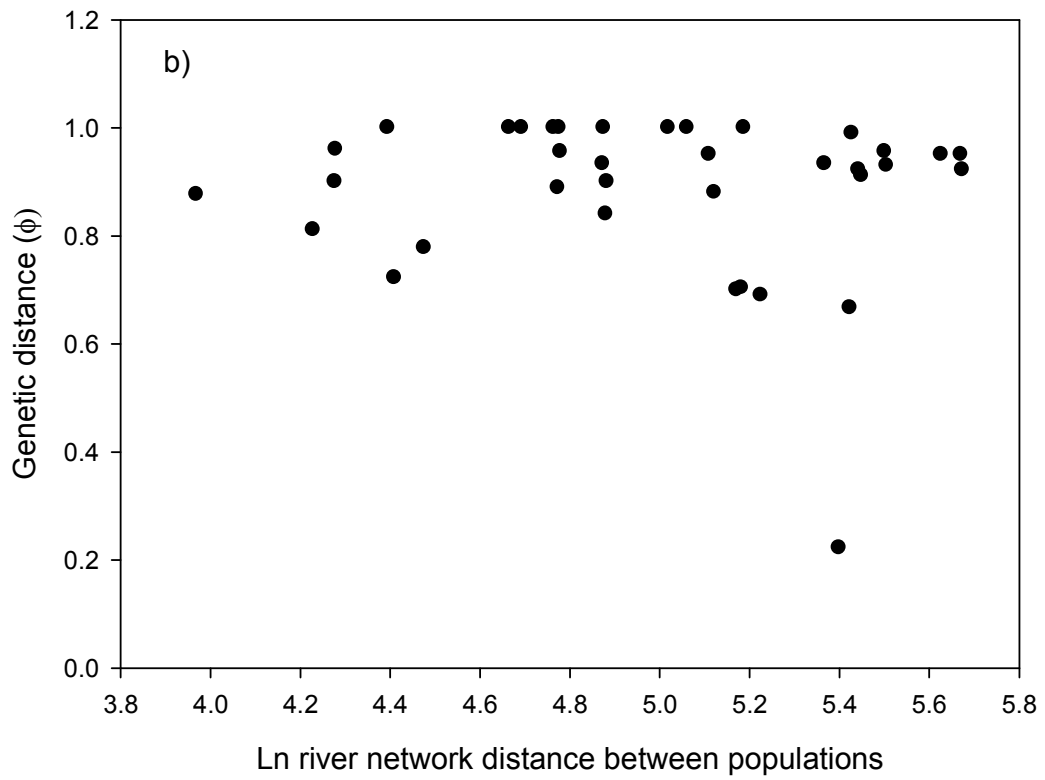 b)
1.2
1.0
0.8
0.6
0.4
0.2
0.0
Genetic distance (ϕ)
3.8 4.0 4.2 4.4 4.6 4.8 5.0 5.2 5.4 5.6 5.8
Ln river network distance between populations